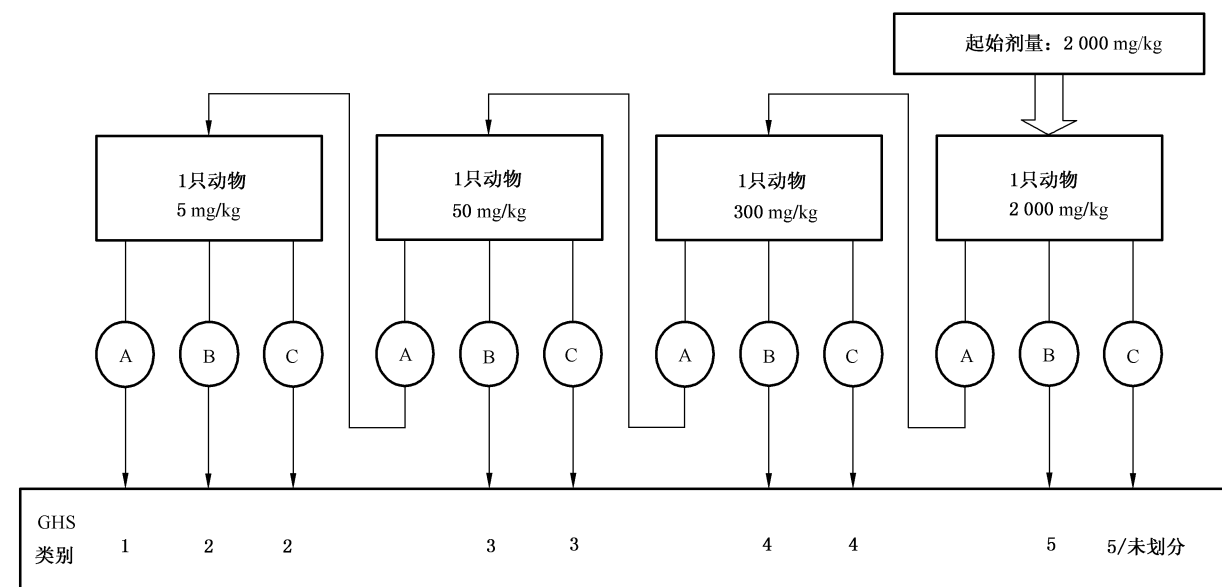 起始剂量：2 000 mg/kg
1只动物
5 mg/kg
1只动物
50 mg/kg
1只动物
300 mg/kg
1只动物
2 000 mg/kg
A B C A B C A B C A B C
GHS
类别 1 2 2 3 3 4 4 5 5/未划分